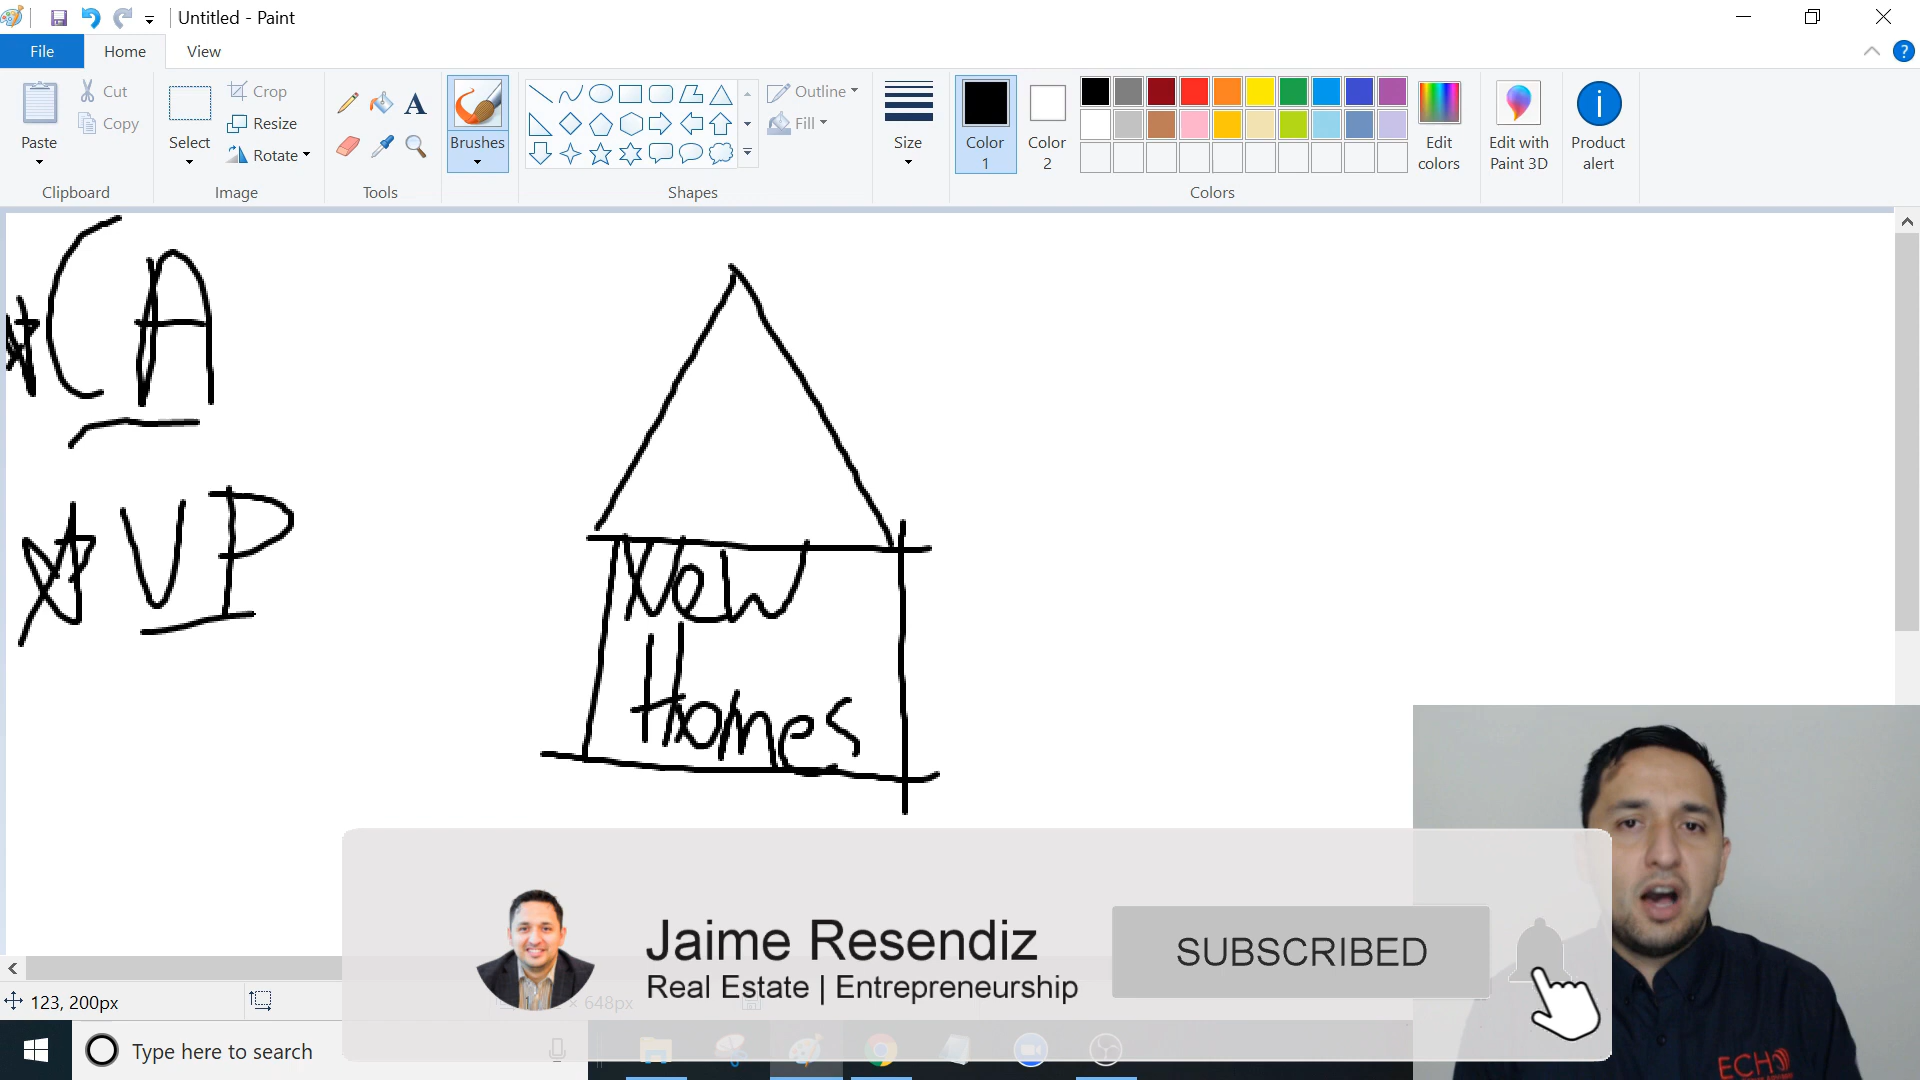 Untitled - Paint
File Home View
Paste
Cut
Copy
Clipboard
Select
Crop
Resize
Rotate
Image
Tools
Brushes
Shapes
Outline
Fill
Size
Color 1
Color 2
Colors
Edit colors
Edit with Paint 3D
Product alert
CA
VP
New
Homes
Jaime Resendiz
Real Estate | Entrepreneurship
SUBSCRIBED
123, 200px
× 648px
Type here to search
ECHO